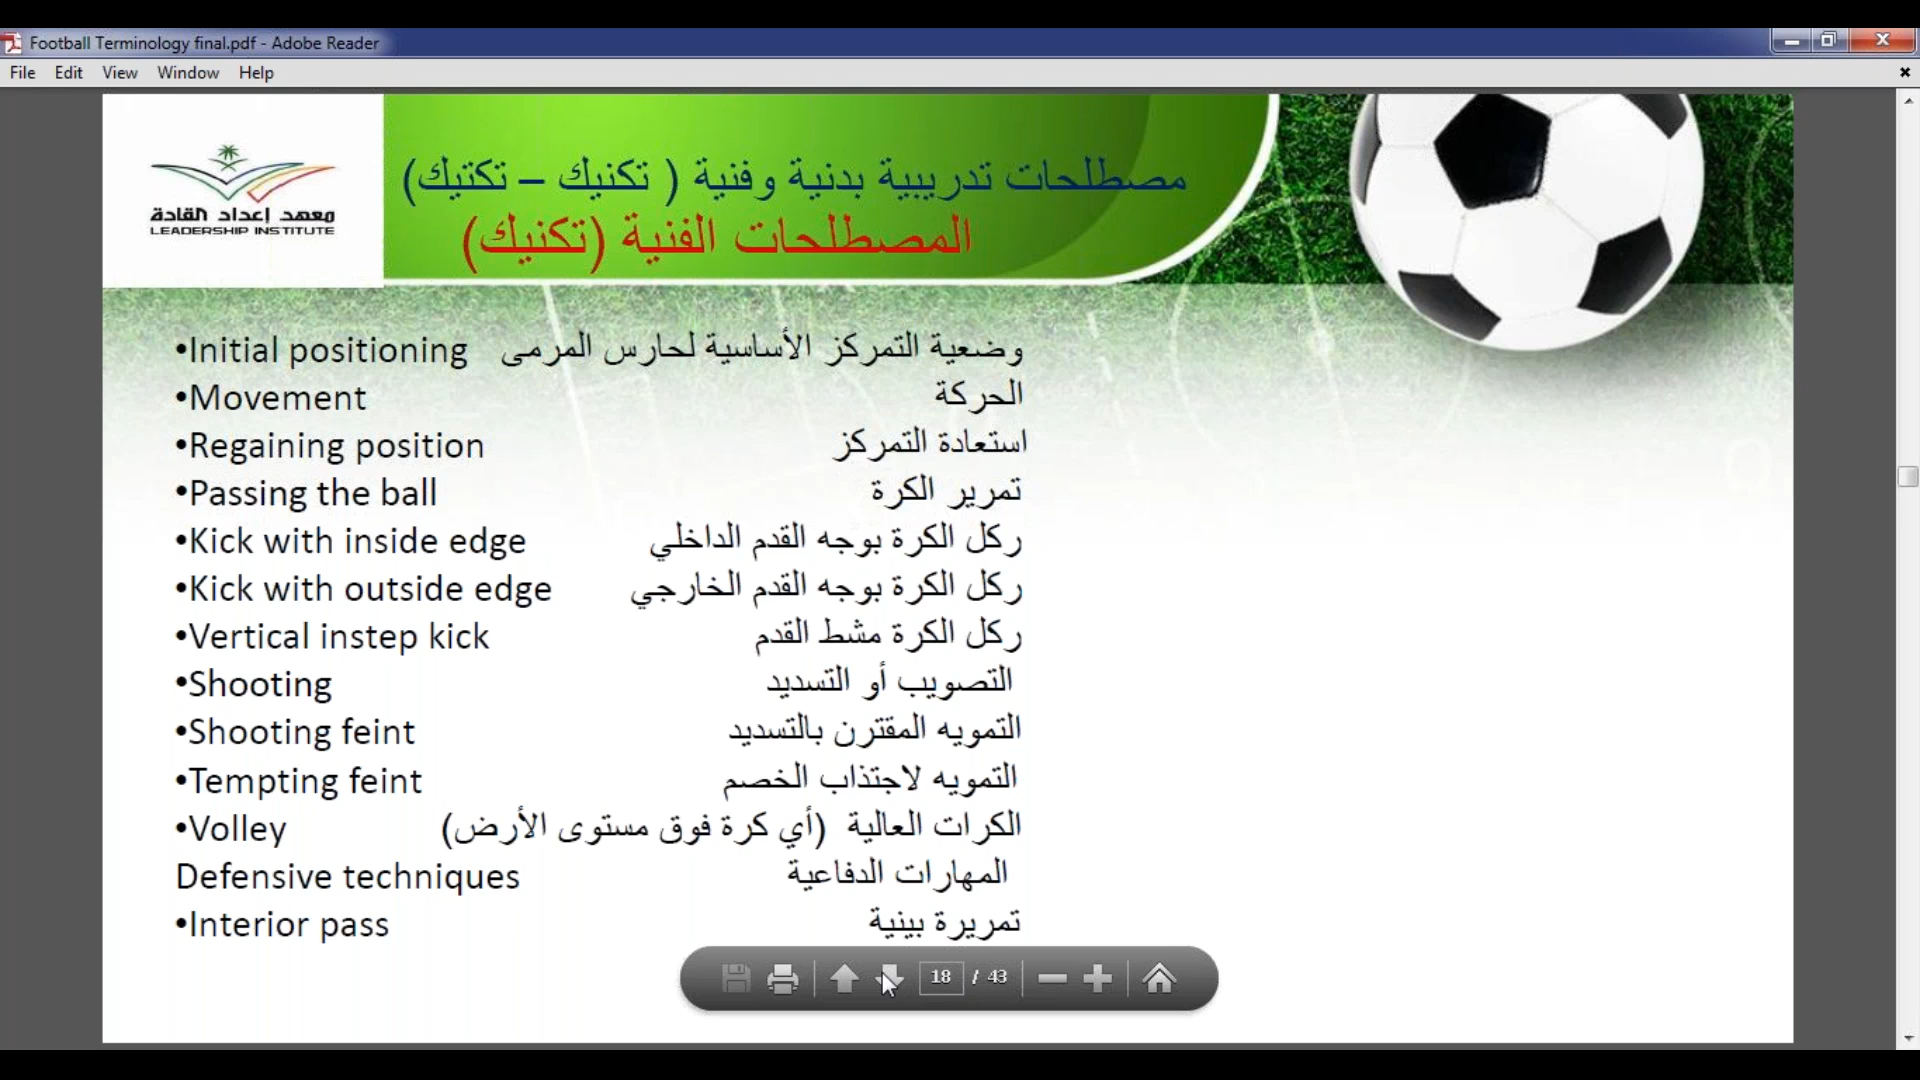 Football Terminology final.pdf - Adobe Reader
File Edit View Window Help
معهد إعداد القادة
LEADERSHIP INSTITUTE
مصطلحات تدريبية بدنية وفنية ( تكنيك – تكتيك)
المصطلحات الفنية (تكنيك)
•Initial positioning وضعية التمركز الأساسية لحارس المرمى
•Movement الحركة
•Regaining position استعادة التمركز
•Passing the ball تمرير الكرة
•Kick with inside edge ركل الكرة بوجه القدم الداخلي
•Kick with outside edge ركل الكرة بوجه القدم الخارجي
•Vertical instep kick ركل الكرة مشط القدم
•Shooting التصويب أو التسديد
•Shooting feint التمويه المقترن بالتسديد
•Tempting feint التمويه لاجتذاب الخصم
•Volley الكرات العالية (أي كرة فوق مستوى الأرض)
Defensive techniques المهارات الدفاعية
•Interior pass تمريرة بينية
18 / 43